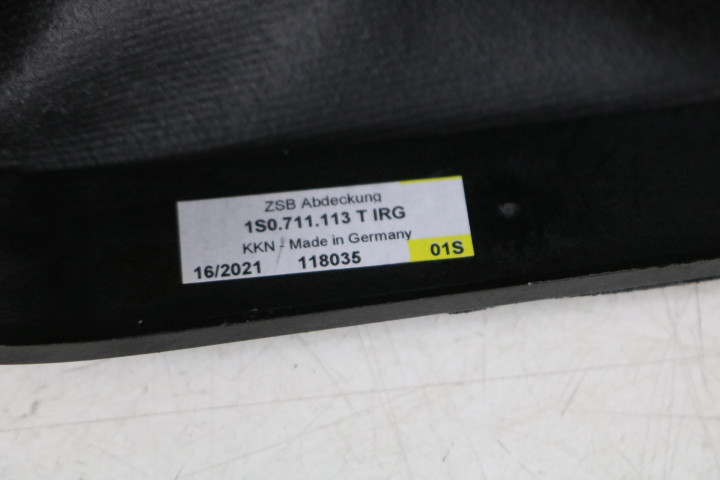 ZSB Abdeckung
1S0.711.113 T IRG
KKN - Made in Germany
16/2021 118035 01S